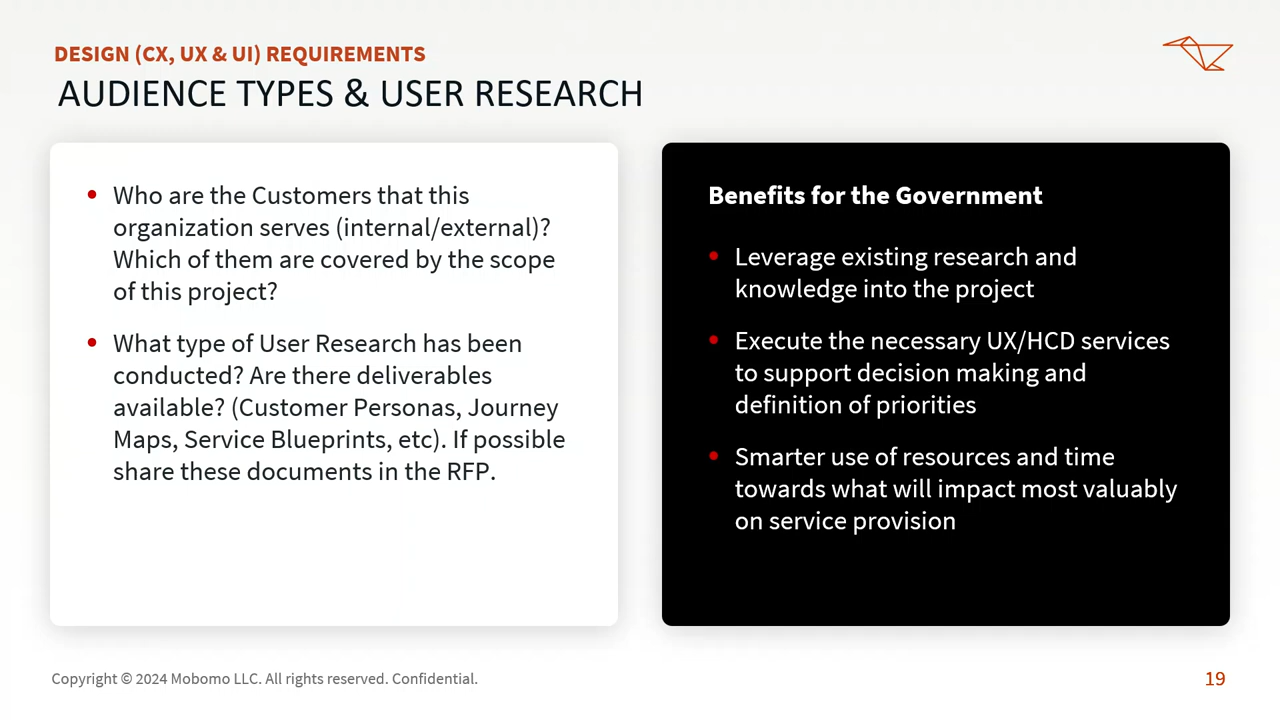 DESIGN (CX, UX & UI) REQUIREMENTS
AUDIENCE TYPES & USER RESEARCH
• Who are the Customers that this
organization serves (internal/external)?
Which of them are covered by the scope
of this project?
• What type of User Research has been
conducted? Are there deliverables
available? (Customer Personas, Journey
Maps, Service Blueprints, etc). If possible
share these documents in the RFP.
Benefits for the Government
• Leverage existing research and
knowledge into the project
• Execute the necessary UX/HCD services
to support decision making and
definition of priorities
• Smarter use of resources and time
towards what will impact most valuably
on service provision
Copyright © 2024 Mobomo LLC. All rights reserved. Confidential.
19